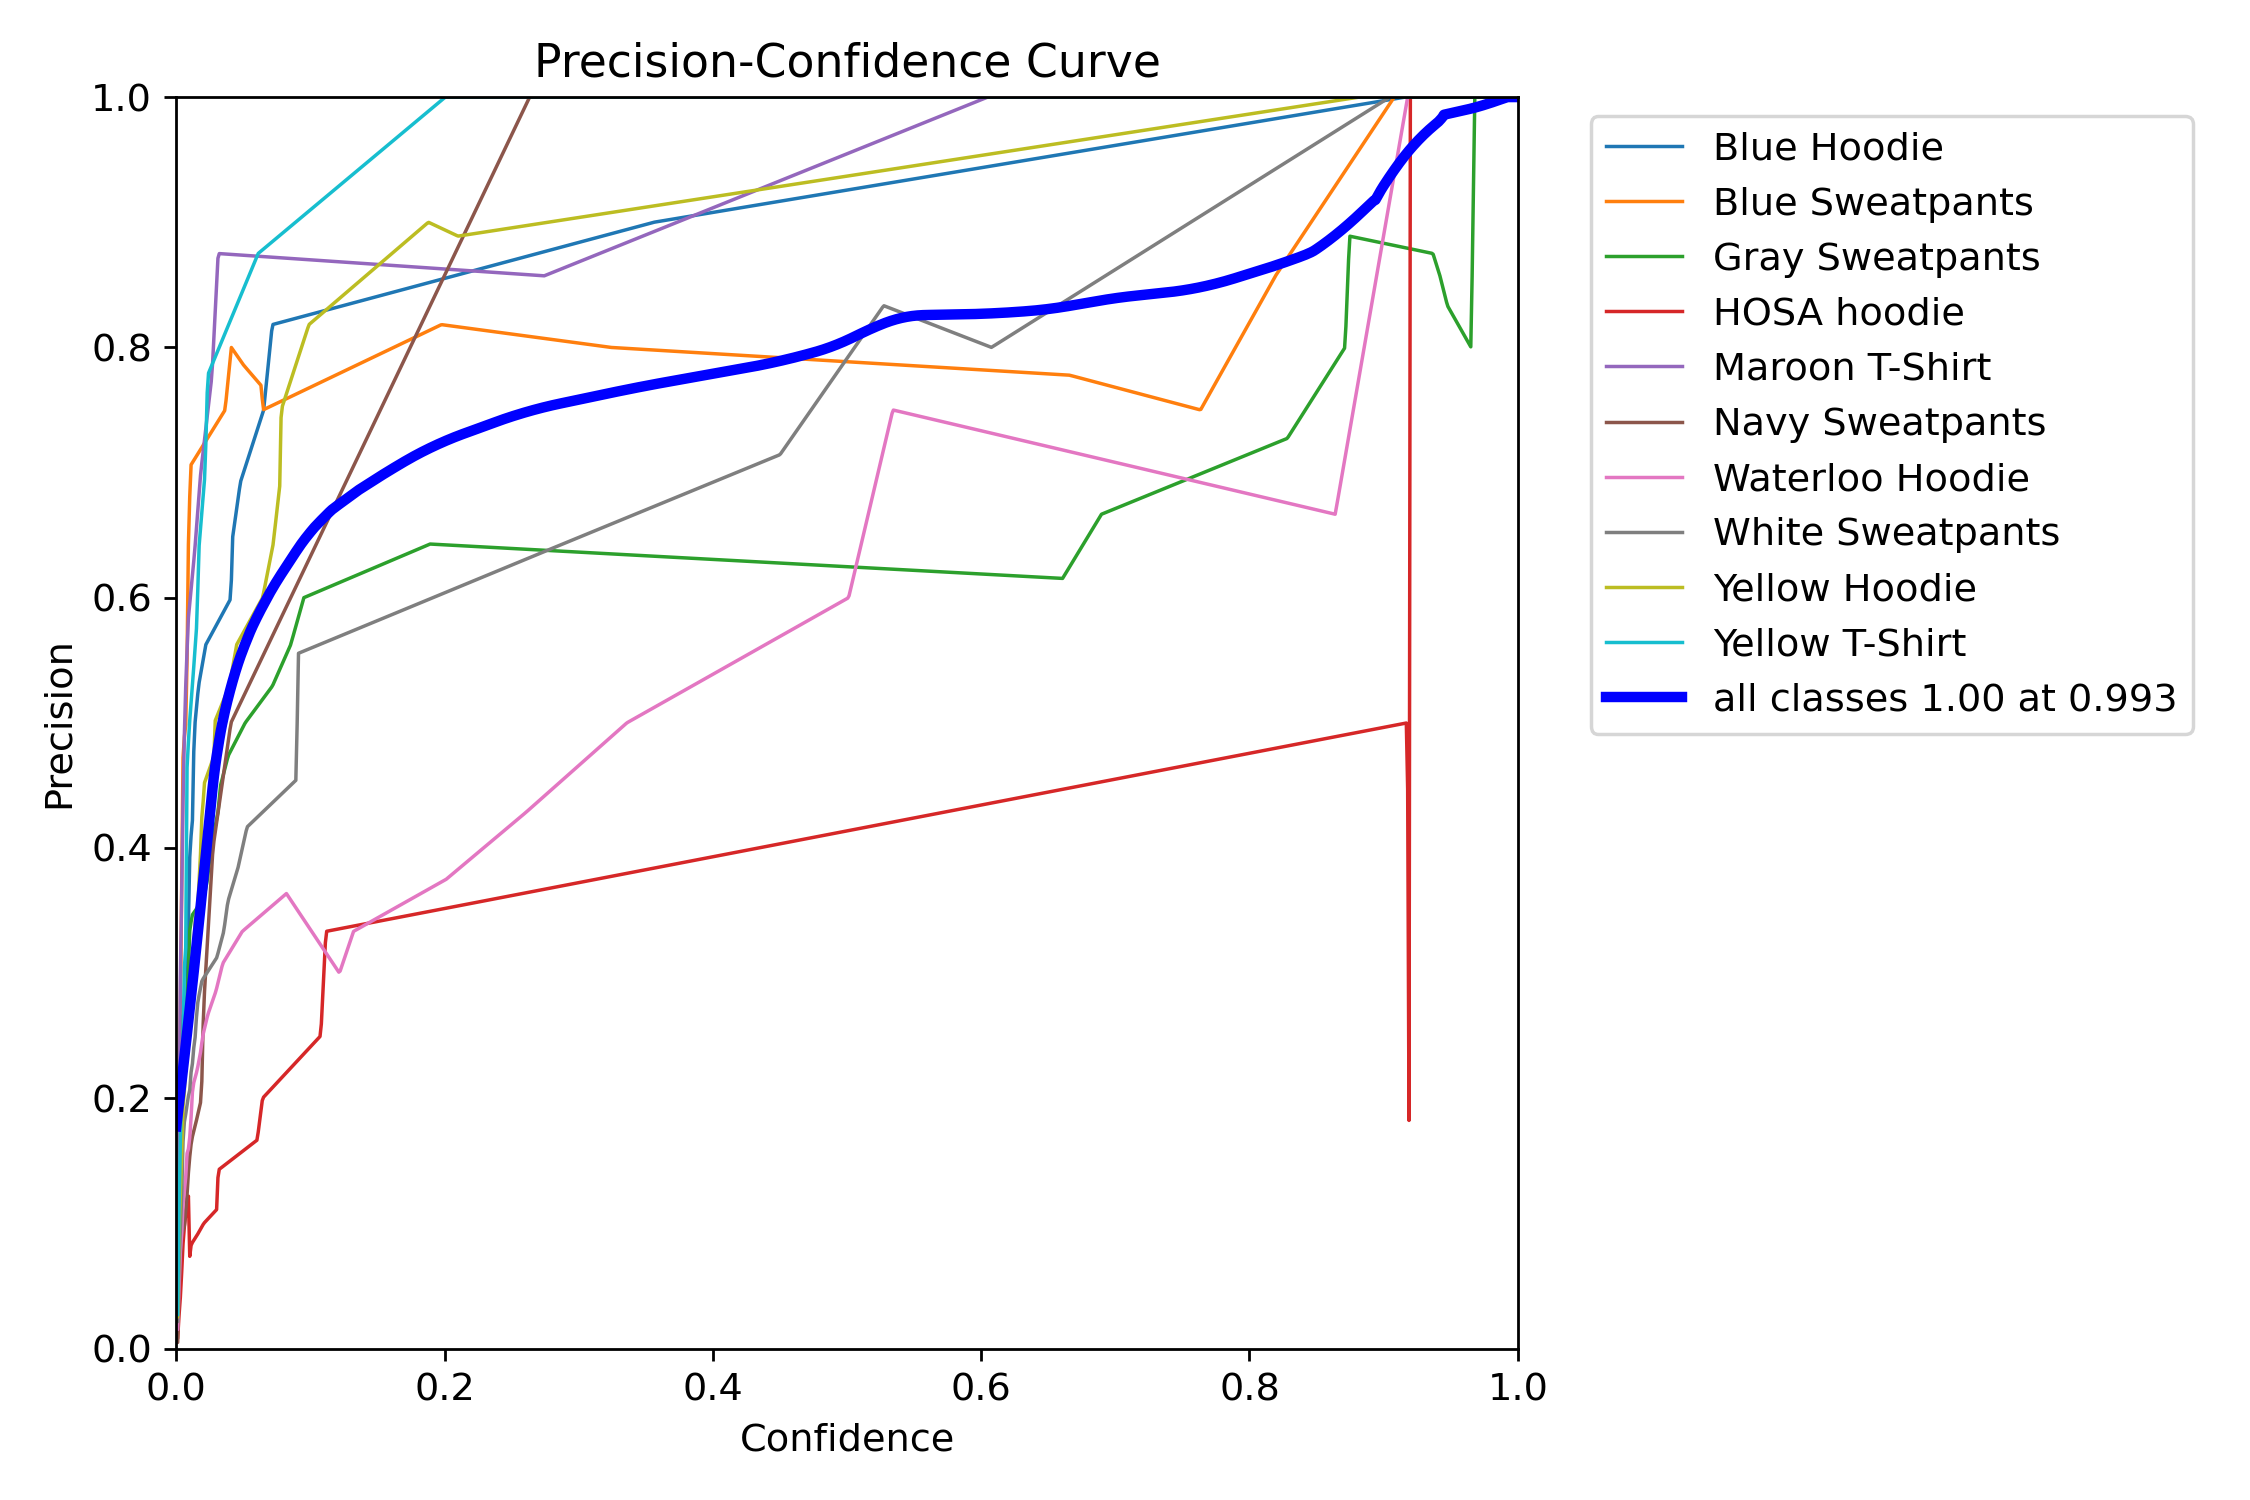 Precision-Confidence Curve
1.0
0.8
0.6
0.4
0.2
0.0
Precision
0.0 0.2 0.4 0.6 0.8 1.0
Confidence
Blue Hoodie
Blue Sweatpants
Gray Sweatpants
HOSA hoodie
Maroon T-Shirt
Navy Sweatpants
Waterloo Hoodie
White Sweatpants
Yellow Hoodie
Yellow T-Shirt
all classes 1.00 at 0.993